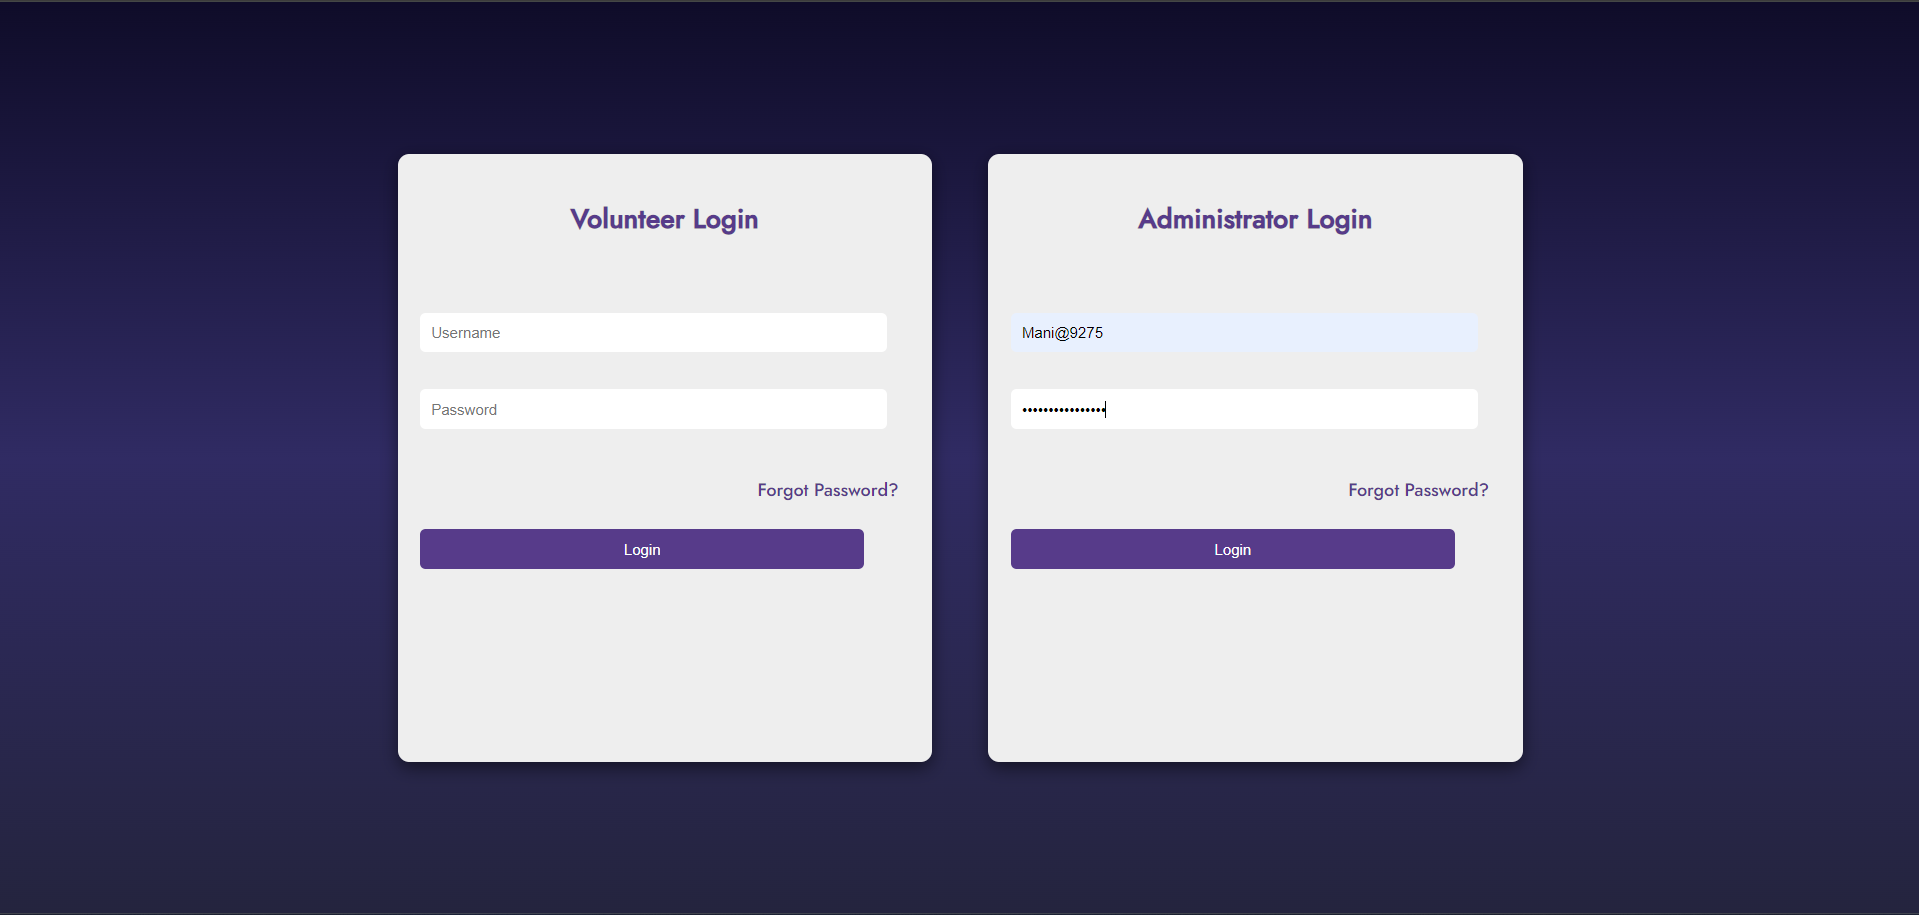 Volunteer Login
Username
Password
Forgot Password?
Login
Administrator Login
Mani@9275
••••••••••••••••
Forgot Password?
Login